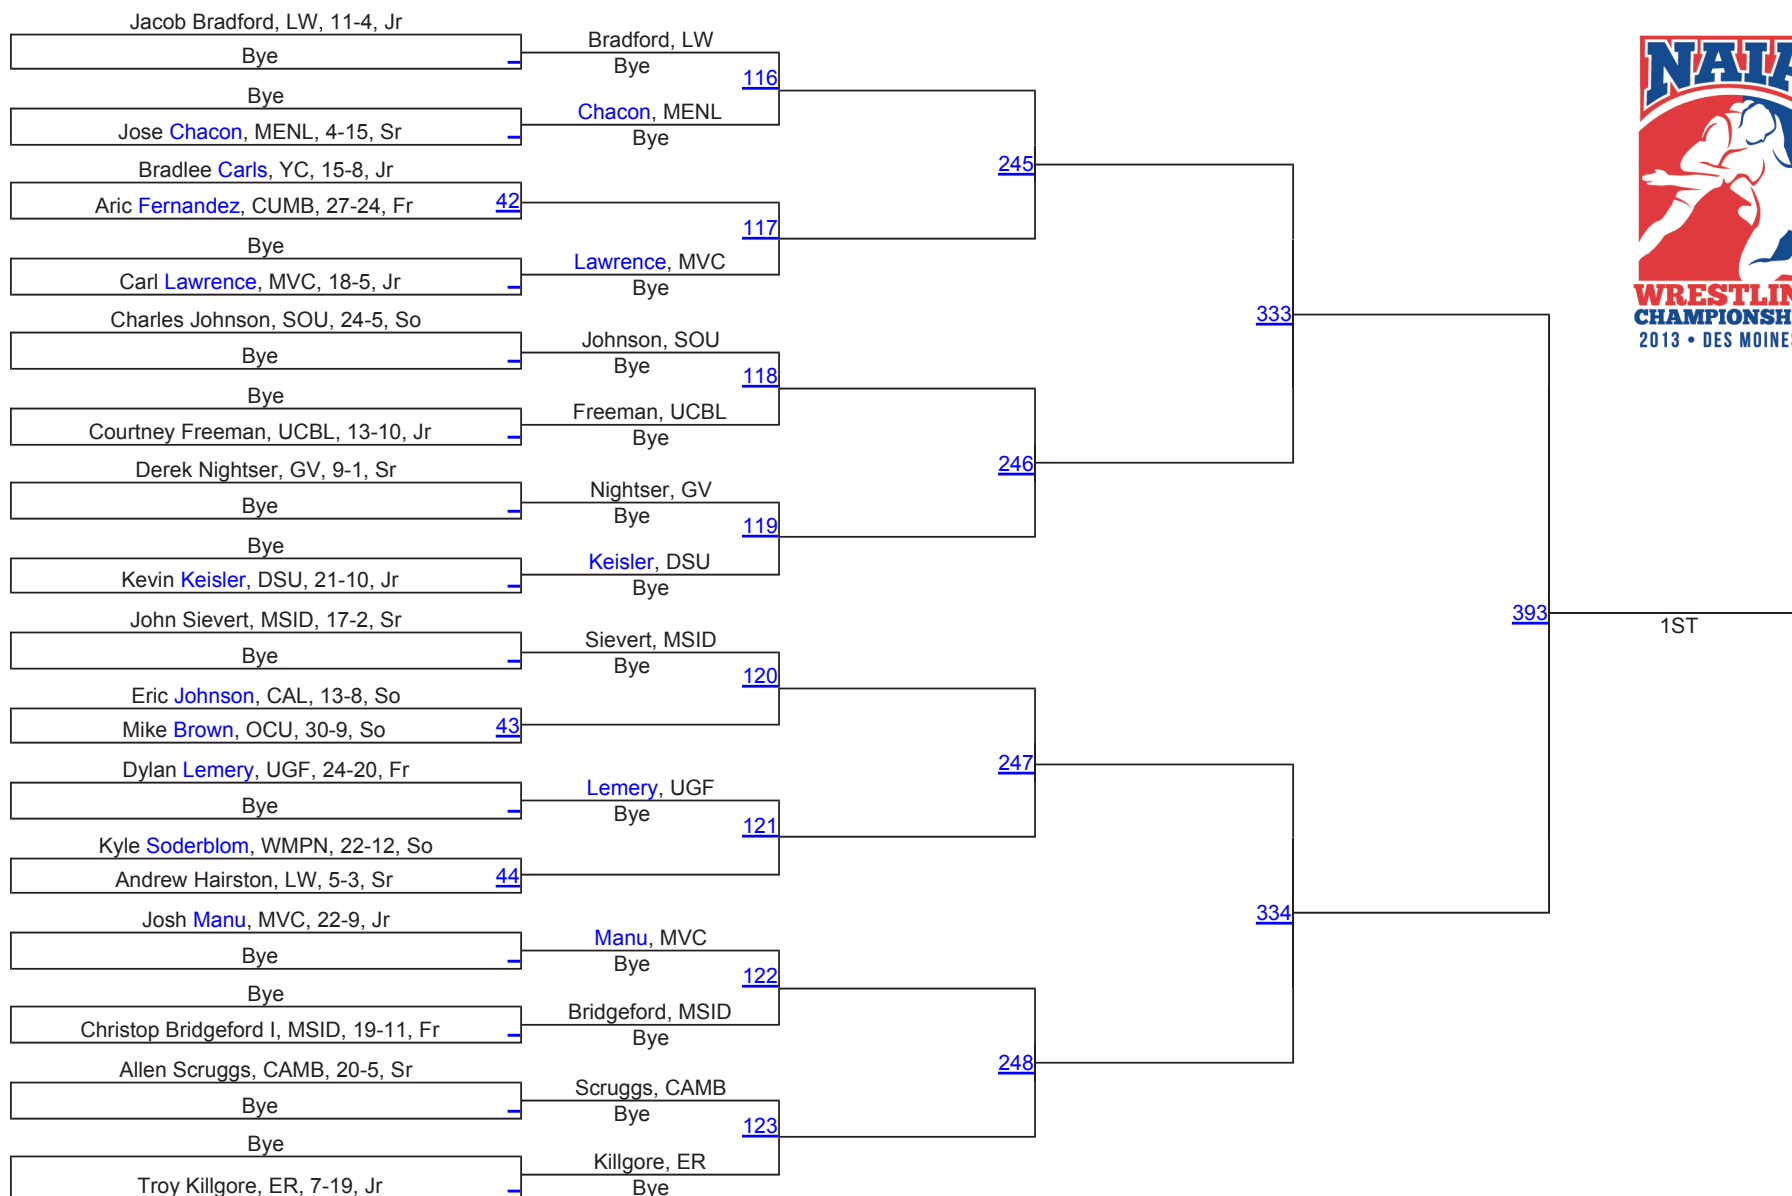 Jacob Bradford, LW, 11-4, Jr
Bye
Bye
Jose Chacon, MENL, 4-15, Sr
Bradlee Carls, YC, 15-8, Jr
Aric Fernandez, CUMB, 27-24, Fr 42
Bye
Carl Lawrence, MVC, 18-5, Jr
Charles Johnson, SOU, 24-5, So
Bye
Bye
Courtney Freeman, UCBL, 13-10, Jr
Derek Nightser, GV, 9-1, Sr
Bye
Bye
Kevin Keisler, DSU, 21-10, Jr
John Sievert, MSID, 17-2, Sr
Bye
Eric Johnson, CAL, 13-8, So
Mike Brown, OCU, 30-9, So 43
Dylan Lemery, UGF, 24-20, Fr
Bye
Kyle Soderblom, WMPN, 22-12, So
Andrew Hairston, LW, 5-3, Sr 44
Josh Manu, MVC, 22-9, Jr
Bye
Bye
Christop Bridgeford I, MSID, 19-11, Fr
Allen Scruggs, CAMB, 20-5, Sr
Bye
Bye
Troy Killgore, ER, 7-19, Jr
Bradford, LW
Bye
116
Chacon, MENL
Bye
117
Lawrence, MVC
Bye
Johnson, SOU
Bye
118
Freeman, UCBL
Bye
Nightser, GV
Bye
119
Keisler, DSU
Bye
Sievert, MSID
Bye
120
Lemery, UGF
Bye
121
Manu, MVC
Bye
122
Bridgeford, MSID
Bye
Scruggs, CAMB
Bye
123
Killgore, ER
Bye
245
246
247
248
333
334
393
1ST
NAIA
WRESTLIN
CHAMPIONSH
2013 • DES MOINES